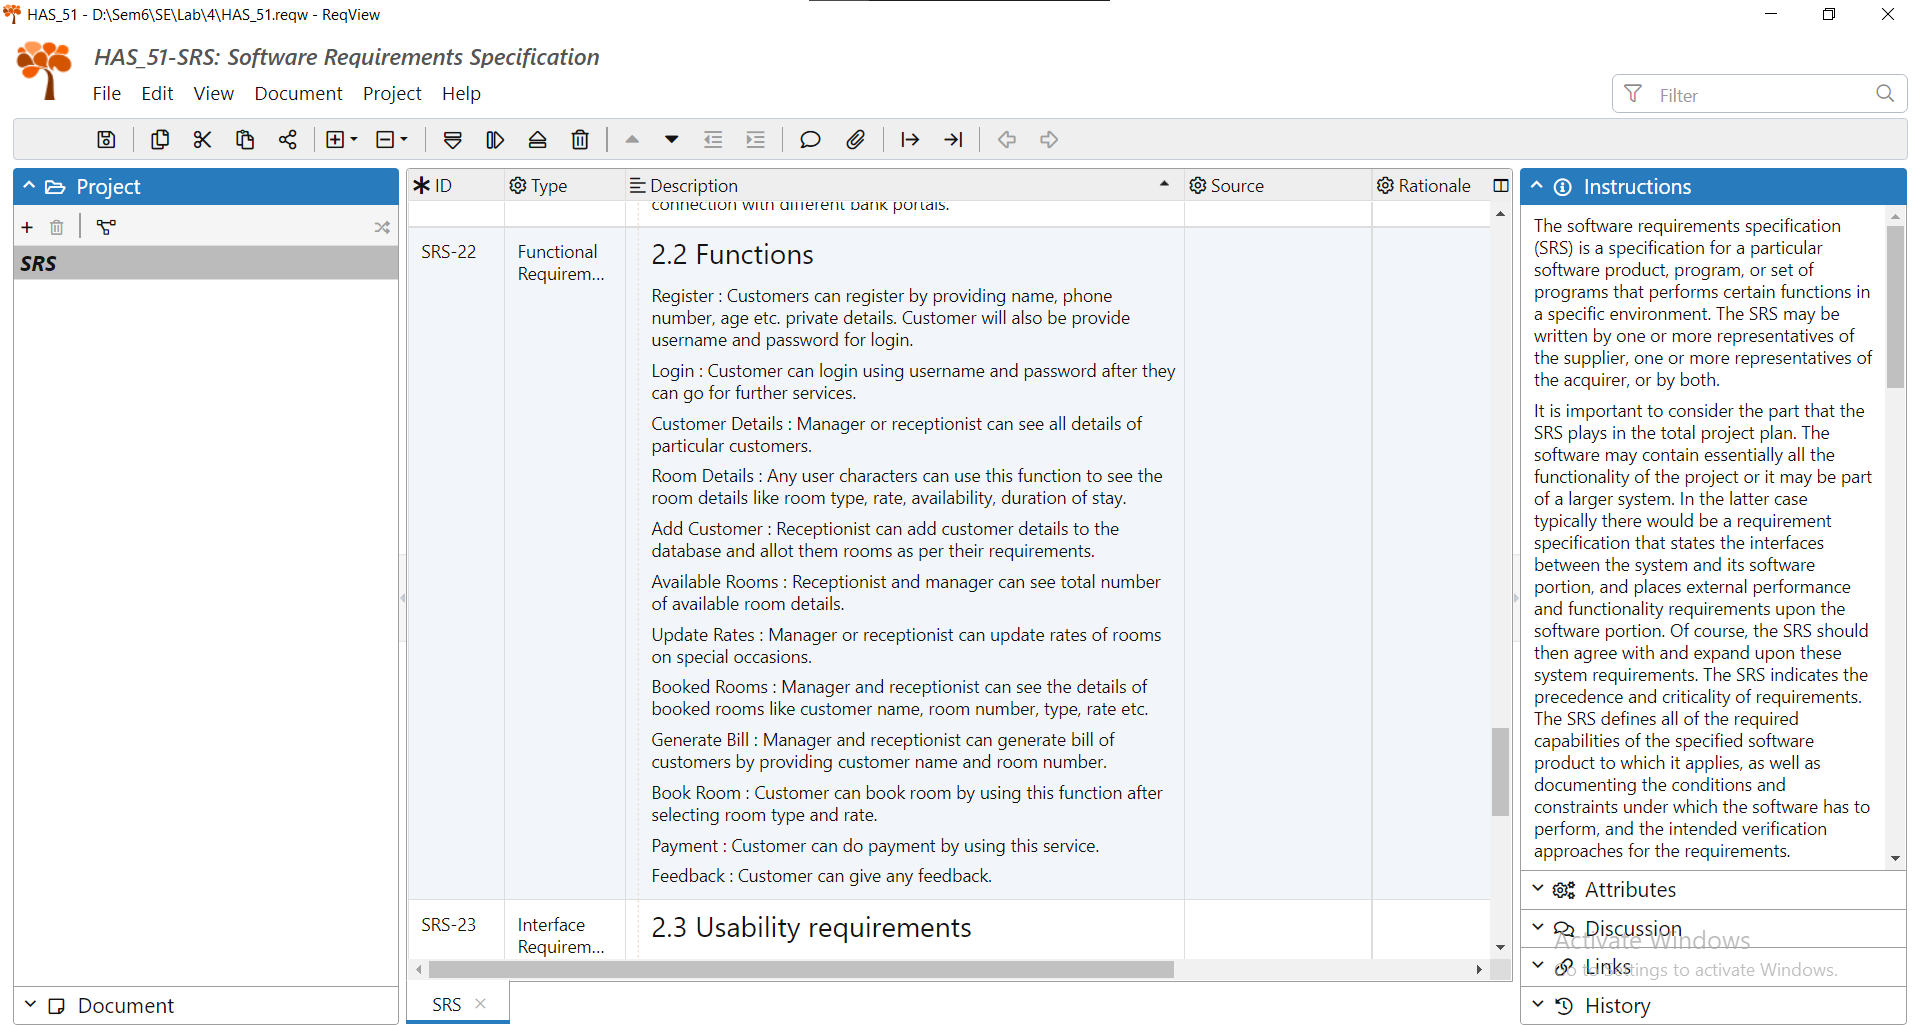 HAS_51 - D:\Sem6\SE\Lab\4\HAS_51.reqw - ReqView
HAS_51-SRS: Software Requirements Specification
File Edit View Document Project Help
Filter
Project
SRS
Document
ID Type Description Source Rationale
connection with different bank portals.
SRS-22
Functional
Requirem...
2.2 Functions
Register : Customers can register by providing name, phone
number, age etc. private details. Customer will also be provide
username and password for login.
Login : Customer can login using username and password after they
can go for further services.
Customer Details : Manager or receptionist can see all details of
particular customers.
Room Details : Any user characters can use this function to see the
room details like room type, rate, availability, duration of stay.
Add Customer : Receptionist can add customer details to the
database and allot them rooms as per their requirements.
Available Rooms : Receptionist and manager can see total number
of available room details.
Update Rates : Manager or receptionist can update rates of rooms
on special occasions.
Booked Rooms : Manager and receptionist can see the details of
booked rooms like customer name, room number, type, rate etc.
Generate Bill : Manager and receptionist can generate bill of
customers by providing customer name and room number.
Book Room : Customer can book room by using this function after
selecting room type and rate.
Payment : Customer can do payment by using this service.
Feedback : Customer can give any feedback.
SRS-23
Interface
Requirem...
2.3 Usability requirements
SRS
Instructions
The software requirements specification
(SRS) is a specification for a particular
software product, program, or set of
programs that performs certain functions in
a specific environment. The SRS may be
written by one or more representatives of
the supplier, one or more representatives of
the acquirer, or by both.
It is important to consider the part that the
SRS plays in the total project plan. The
software may contain essentially all the
functionality of the project or it may be part
of a larger system. In the latter case
typically there would be a requirement
specification that states the interfaces
between the system and its software
portion, and places external performance
and functionality requirements upon the
software portion. Of course, the SRS should
then agree with and expand upon these
system requirements. The SRS indicates the
precedence and criticality of requirements.
The SRS defines all of the required
capabilities of the specified software
product to which it applies, as well as
documenting the conditions and
constraints under which the software has to
perform, and the intended verification
approaches for the requirements.
Attributes
Discussion
Activate Windows
Links
Go to Settings to activate Windows.
History